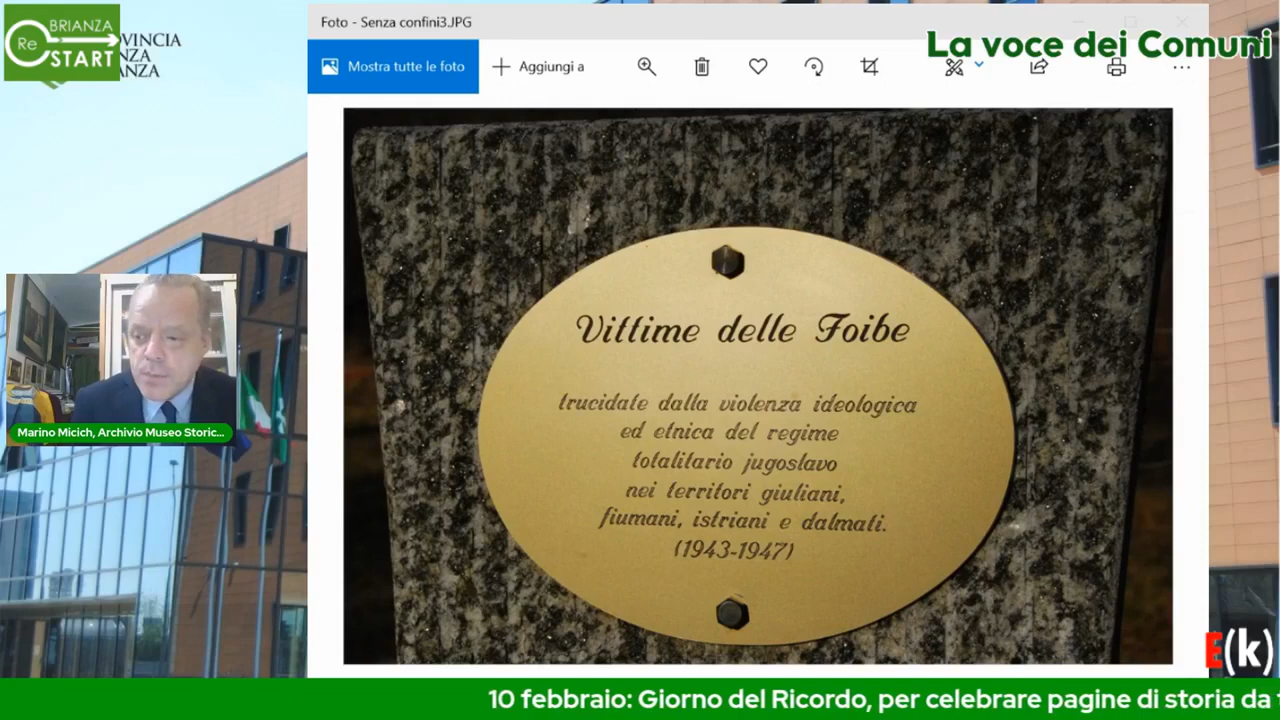 BRIANZA
Re START
OVINCIA
NZA
ANZA
Foto - Senza confini3.JPG
La voce dei Comuni
Mostra tutte le foto
Aggiungi a
Vittime delle Foibe
trucidate dalla violenza ideologica
ed etnica del regime
totalitario jugoslavo
nei territori giuliani,
fiumani, istriani e dalmati.
(1943-1947)
Marino Micich, Archivio Museo Storic...
E(k)
10 febbraio: Giorno del Ricordo, per celebrare pagine di storia da